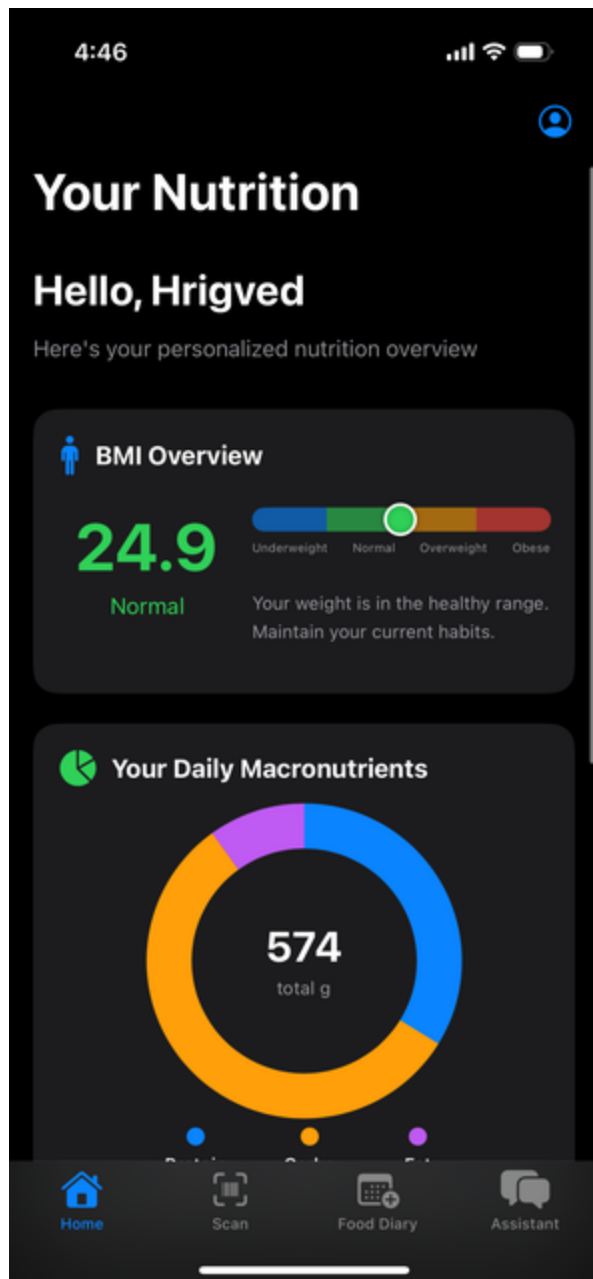 4:46
Your Nutrition
Hello, Hrigved
Here's your personalized nutrition overview
BMI Overview
24.9
Normal
Underweight Normal Overweight Obese
Your weight is in the healthy range.
Maintain your current habits.
Your Daily Macronutrients
574
total g
Home Scan Food Diary Assistant